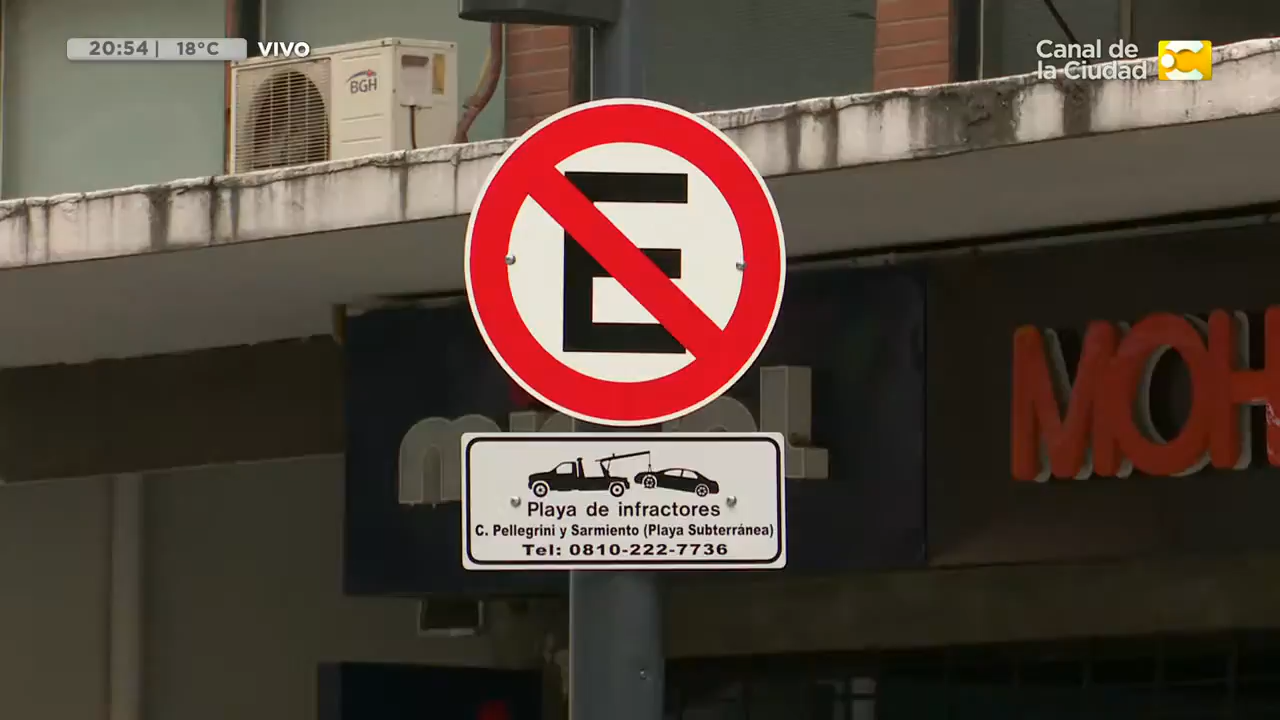 20:54 | 18°C VIVO
Canal de
la Ciudad
BGH
E
MOH
Playa de infractores
C. Pellegrini y Sarmiento (Playa Subterránea)
Tel: 0810-222-7736